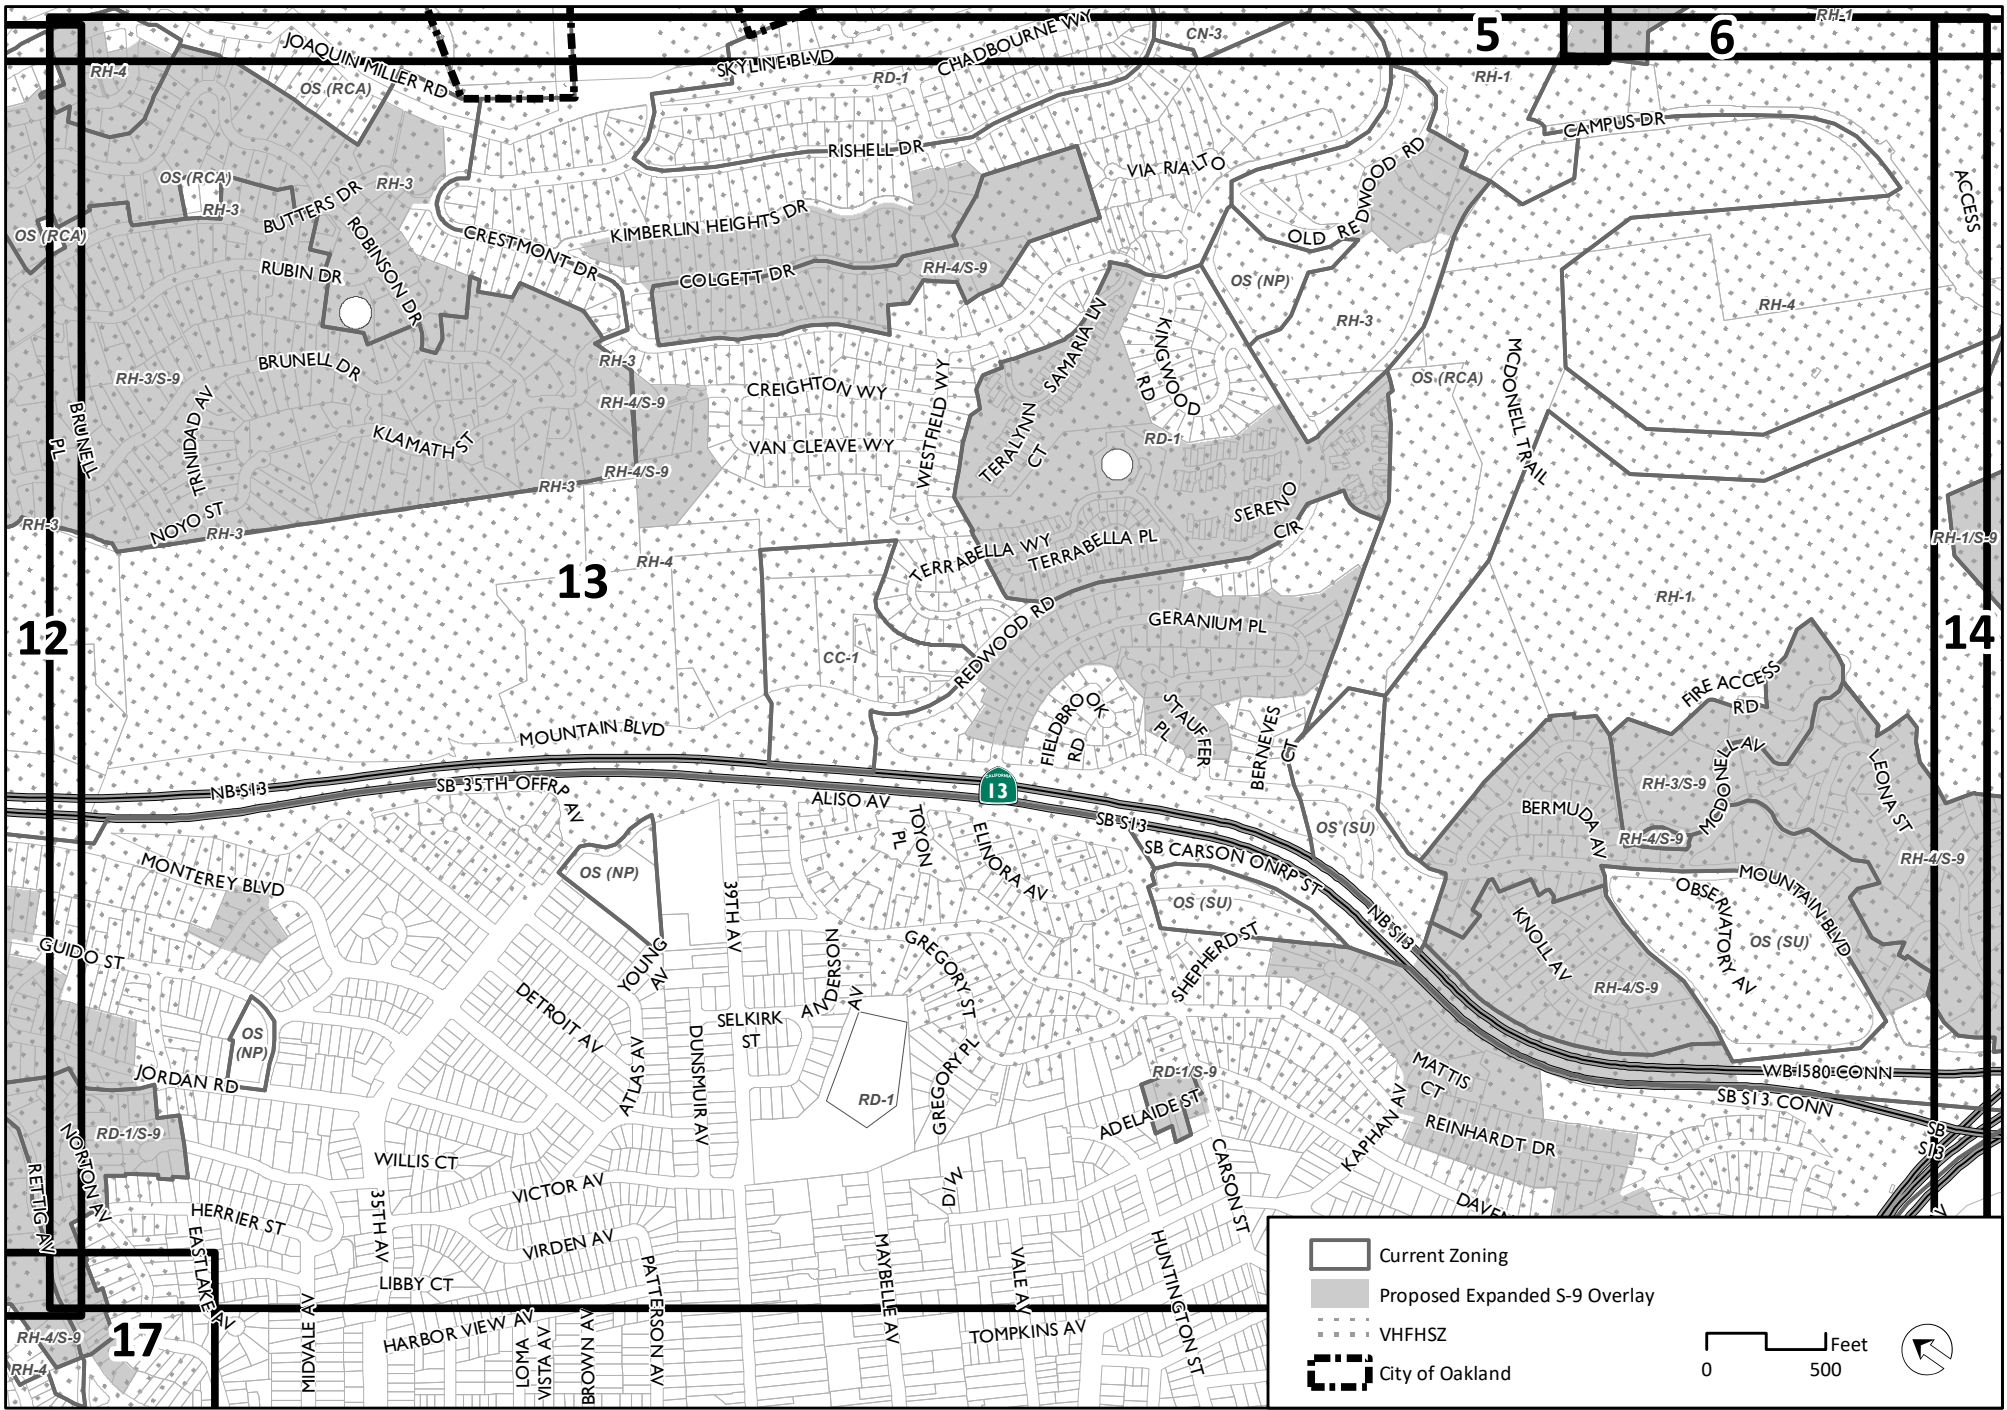 5
6
RH-1
CN-3
JOAQUIN MILLER RD
SKYLINE BLVD
CHADBOURNE WY
RH-4
OS (RCA)
RD-1
RH-1
CAMPUS DR
RISHELL DR
VIA RIALTO
OLD REDWOOD RD
ACCESS
OS (RCA)
RH-3
RH-3
BUTTERS DR
ROBINSON DR
KIMBERLIN HEIGHTS DR
OS (RCA)
CRESTMONT DR
RUBIN DR
COLGETT DR
RH-4/S-9
OS (NP)
RH-4
RH-3
SAMARIA LN
KINGWOOD
RD
MCDONELL TRAIL
RH-3
BRUNELL DR
RH-3/S-9
OS (RCA)
CREIGHTON WY
WESTFIELD WY
RH-4/S-9
TRINIDAD AV
BRUNELL
PL
KLAMATH ST
VAN CLEAVE WY
TERALYNN
CT
RD-1
RH-4/S-9
RH-3
SERENO
CIR
NOYO ST
RH-3
RH-3
RH-1/S-9
TERRABELLA WY
TERRABELLA PL
RH-4
13
RH-1
12
14
GERANIUM PL
REDWOOD RD
CC-1
FIRE ACCESS
RD
FIELDBROOK
RD
STAUFFER
PL
BERNEVES
CT
MOUNTAIN BLVD
MCDONELL AV
LEONA ST
NB S13
SB 35TH OFFRP AV
CALIFORNIA
13
ALISO AV
TOYON
PL
ELINORA AV
SB S13
RH-3/S-9
BERMUDA
AV
OS (SU)
RH-4/S-9
SB CARSON ONRP ST
RH-4/S-9
MONTEREY BLVD
OS (NP)
39TH AV
OS (SU)
NB S13
MOUNTAIN BLVD
OBSERVATORY
AV
KNOLL AV
OS (SU)
GUIDO ST
YOUNG
AV
ANDERSON
AV
GREGORY ST
SHEPHERD ST
RH-4/S-9
DETROIT AV
SELKIRK
ST
DUNSMUIR AV
OS
(NP)
ATLAS AV
GREGORY PL
JORDAN RD
RD-1
RD-1/S-9
MATTIS
CT
WB I580 CONN
SB S13 CONN
ADELAIDE ST
KAPHAN AV
REINHARDT DR
SB
S13
RD-1/S-9
NORTON AV
RETTIG AV
WILLIS CT
VICTOR AV
D/W
CARSON ST
35TH AV
HERRIER ST
EASTLAKE AV
VIRDEN AV
PATTERSON AV
MAYBELLE AV
VALE AV
HUNTINGTON ST
LIBBY CT
MIDVALE AV
HARBOR VIEW AV
LOMA
VISTA AV
BROWN AV
TOMPKINS AV
RH-4/S-9
17
RH-4
Current Zoning
Proposed Expanded S-9 Overlay
VHFHSZ
City of Oakland
Feet
0
500